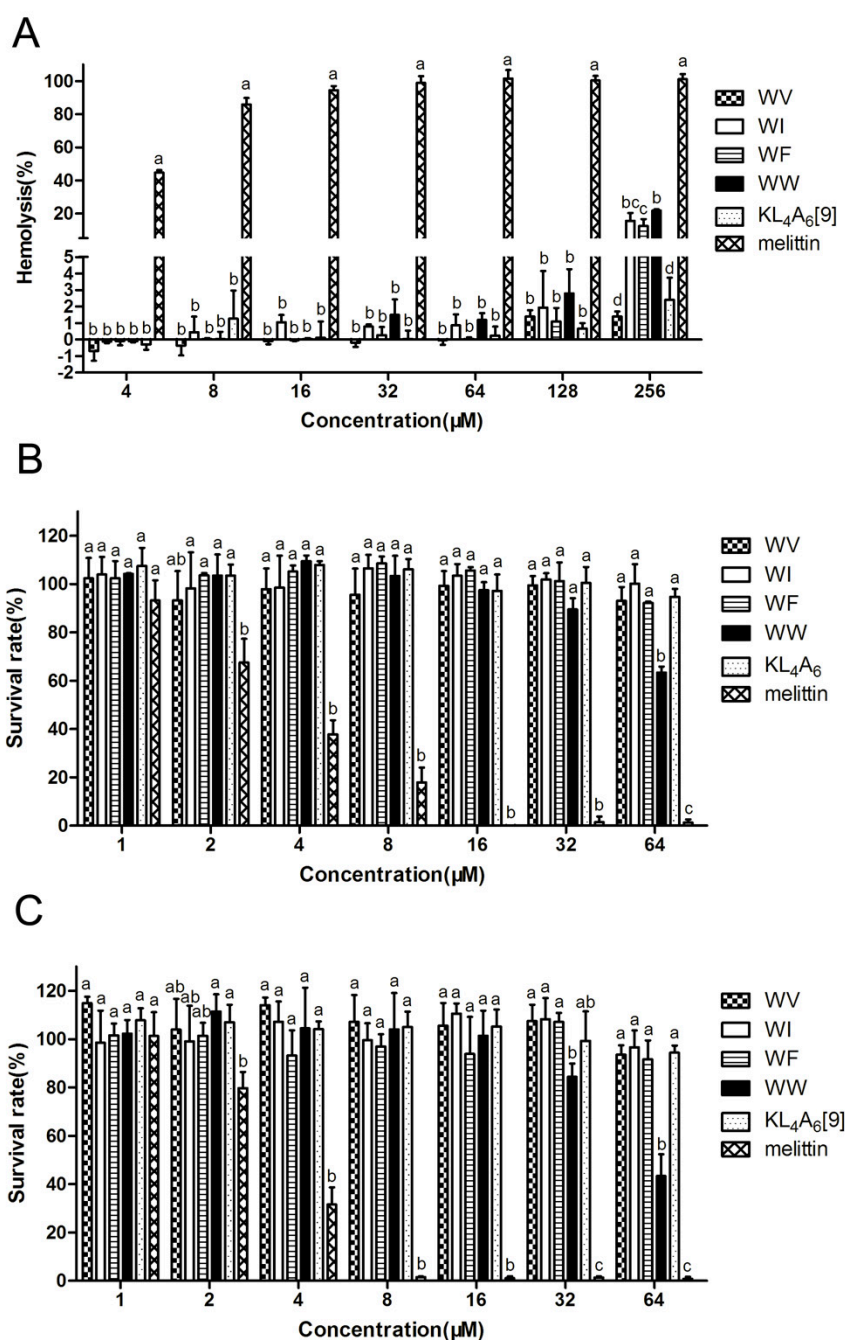 A
Hemolysis(%)
100
80
60
40
20
5
4
3
2
1
0
-1
-2
b b b b b a
b b b b b a
b b b b b a
b b b b b a
b b b b b a
b b b b b a
d bc c b d a
4 8 16 32 64 128 256
Concentration(µM)
WV
WI
WF
WW
KL₄A₆[9]
melittin
B
Survival rate(%)
120
100
80
60
40
20
0
a a a a a a
ab a a a a b
a a a a a b
a a a a a b
a a a a a b
a a a a a b
a a a b a c
1 2 4 8 16 32 64
Concentration(µM)
WV
WI
WF
WW
KL₄A₆
melittin
C
Survival rate(%)
120
100
80
60
40
20
0
a a a a a a
ab ab ab a a b
a a a a a b
a a a a a b
a a a a a b
a a a b ab c
a a a b a c
1 2 4 8 16 32 64
Concentration(µM)
WV
WI
WF
WW
KL₄A₆[9]
melittin